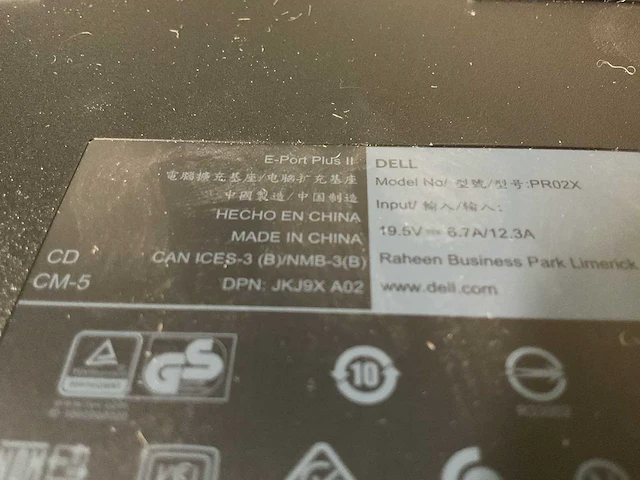 E-Port Plus II
電腦擴充基座/电脑扩充基座
中國製造/中国制造
HECHO EN CHINA
MADE IN CHINA
CD
CAN ICES-3 (B)/NMB-3(B)
CM-5
DPN: JKJ9X A02
DELL
Model No/ 型號/型号:PR02X
Input/ 輸入/输入:
19.5V⎓ 6.7A/12.3A
Raheen Business Park Limerick
www.dell.com
GS
10